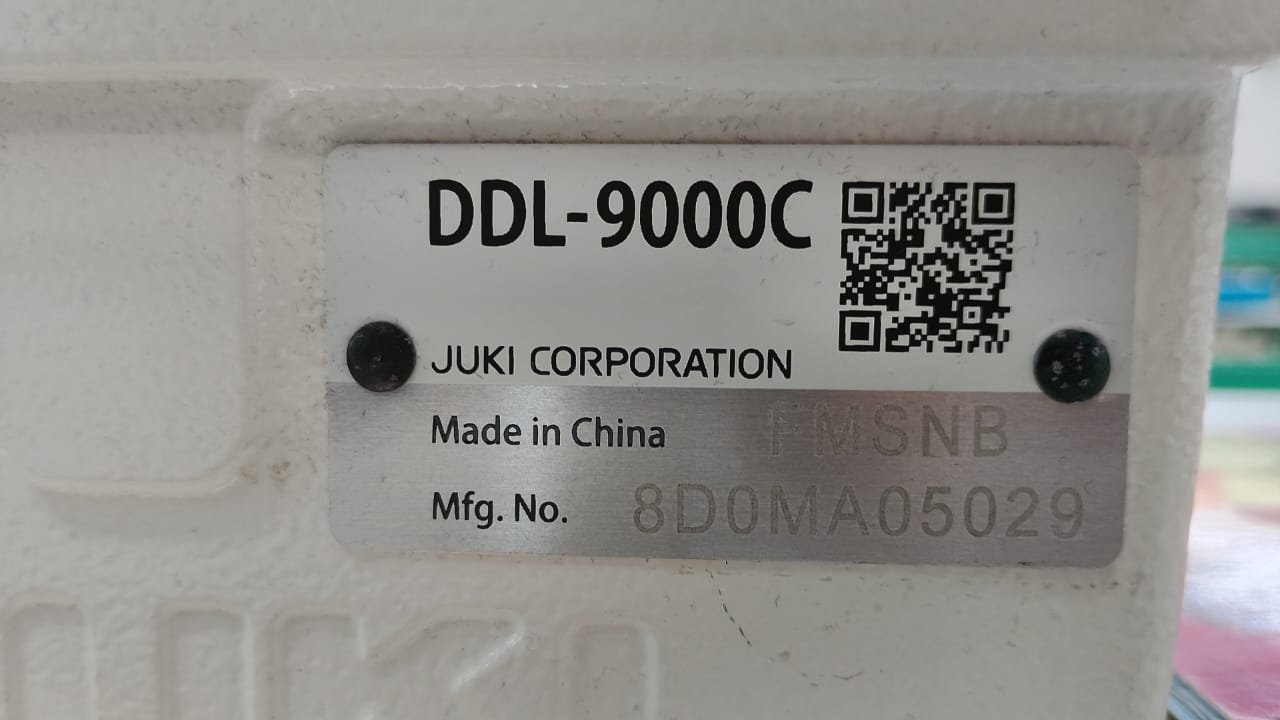 DDL-9000C
JUKI CORPORATION
Made in China FMSNB
Mfg. No. 8D0MA05029